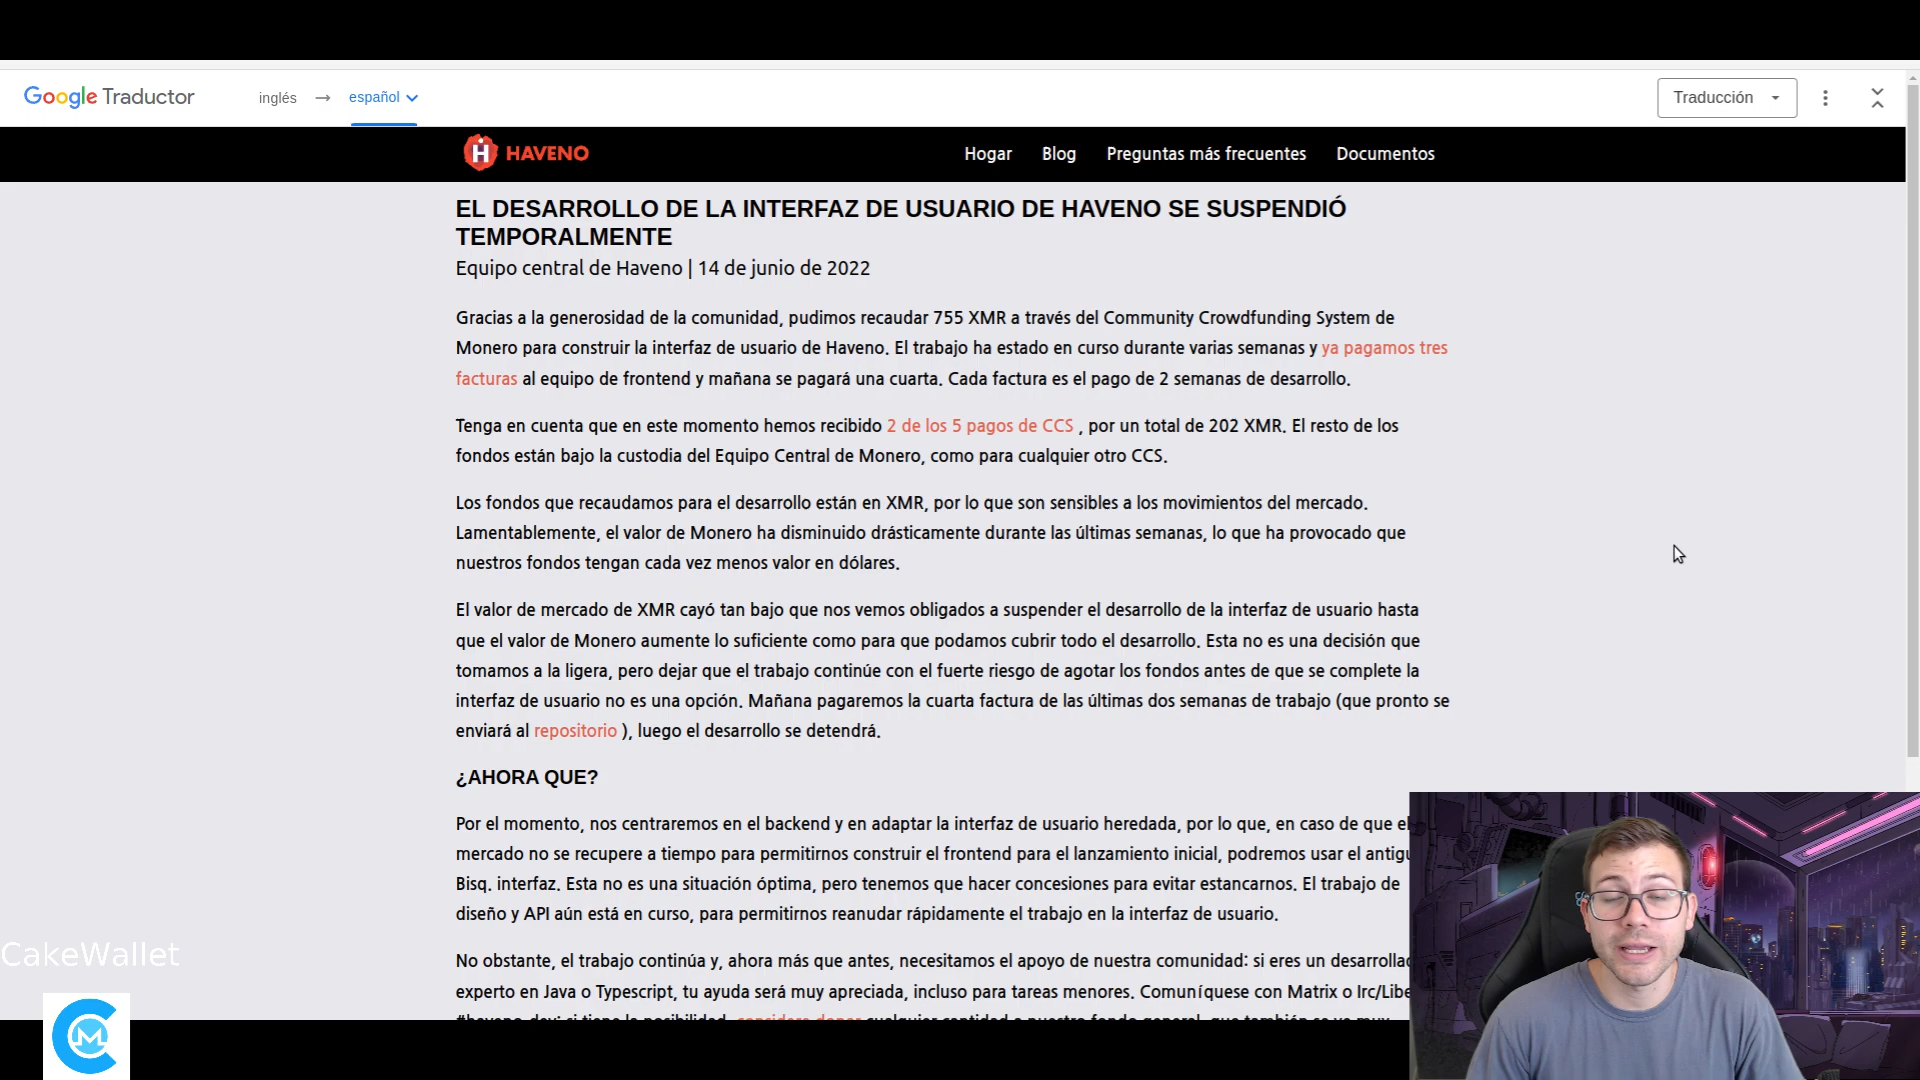 Google Traductor
inglés → español
Traducción
HAVENO
Hogar Blog Preguntas más frecuentes Documentos
EL DESARROLLO DE LA INTERFAZ DE USUARIO DE HAVENO SE SUSPENDIÓ
TEMPORALMENTE
Equipo central de Haveno | 14 de junio de 2022
Gracias a la generosidad de la comunidad, pudimos recaudar 755 XMR a través del Community Crowdfunding System de
Monero para construir la interfaz de usuario de Haveno. El trabajo ha estado en curso durante varias semanas y ya pagamos tres
facturas al equipo de frontend y mañana se pagará una cuarta. Cada factura es el pago de 2 semanas de desarrollo.
Tenga en cuenta que en este momento hemos recibido 2 de los 5 pagos de CCS , por un total de 202 XMR. El resto de los
fondos están bajo la custodia del Equipo Central de Monero, como para cualquier otro CCS.
Los fondos que recaudamos para el desarrollo están en XMR, por lo que son sensibles a los movimientos del mercado.
Lamentablemente, el valor de Monero ha disminuido drásticamente durante las últimas semanas, lo que ha provocado que
nuestros fondos tengan cada vez menos valor en dólares.
El valor de mercado de XMR cayó tan bajo que nos vemos obligados a suspender el desarrollo de la interfaz de usuario hasta
que el valor de Monero aumente lo suficiente como para que podamos cubrir todo el desarrollo. Esta no es una decisión que
tomamos a la ligera, pero dejar que el trabajo continúe con el fuerte riesgo de agotar los fondos antes de que se complete la
interfaz de usuario no es una opción. Mañana pagaremos la cuarta factura de las últimas dos semanas de trabajo (que pronto se
enviará al repositorio ), luego el desarrollo se detendrá.
¿AHORA QUE?
Por el momento, nos centraremos en el backend y en adaptar la interfaz de usuario heredada, por lo que, en caso de que el
mercado no se recupere a tiempo para permitirnos construir el frontend para el lanzamiento inicial, podremos usar el antigu
Bisq. interfaz. Esta no es una situación óptima, pero tenemos que hacer concesiones para evitar estancarnos. El trabajo de
diseño y API aún está en curso, para permitirnos reanudar rápidamente el trabajo en la interfaz de usuario.
No obstante, el trabajo continúa y, ahora más que antes, necesitamos el apoyo de nuestra comunidad: si eres un desarrollad
experto en Java o Typescript, tu ayuda será muy apreciada, incluso para tareas menores. Comuníquese con Matrix o Irc/Libe
CakeWallet